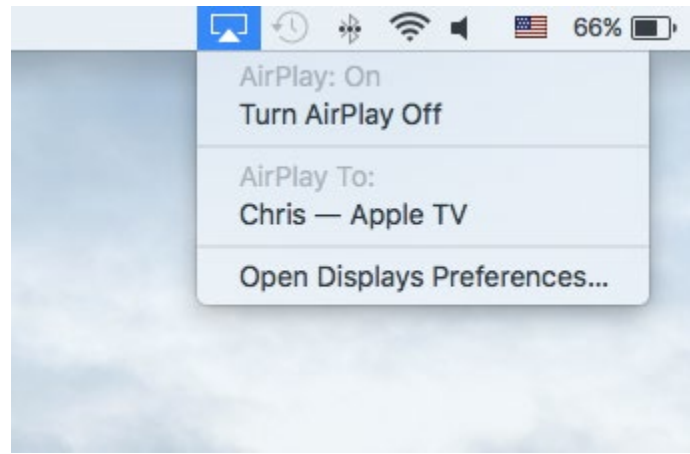 66%
AirPlay: On
Turn AirPlay Off
AirPlay To:
Chris — Apple TV
Open Displays Preferences...